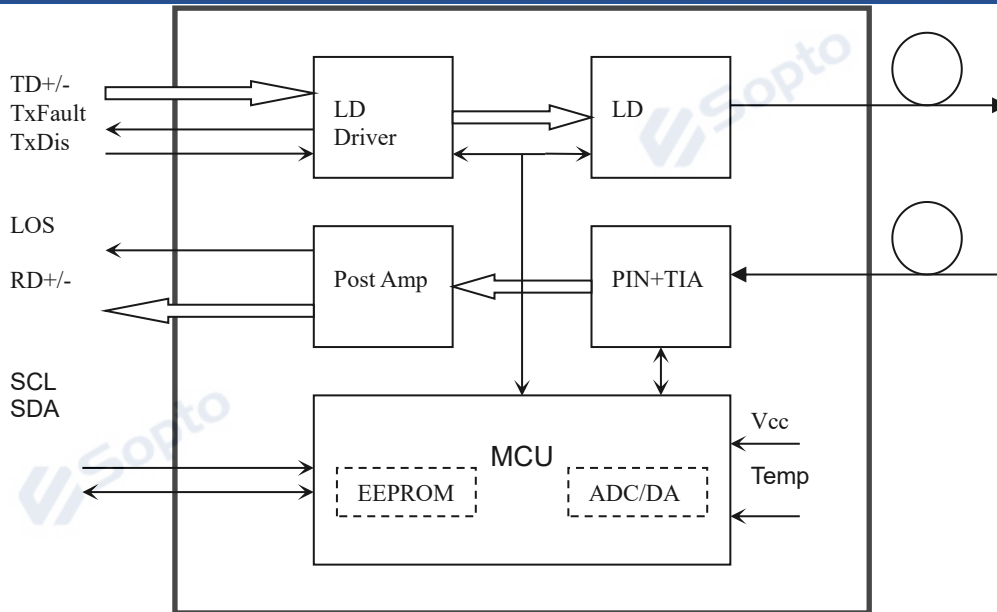 TD+/-
TxFault
TxDis
LD
Driver
LD
Sopto
LOS
RD+/-
Post Amp
PIN+TIA
SCL
SDA
Sopto
MCU
EEPROM
ADC/DA
Vcc
Temp